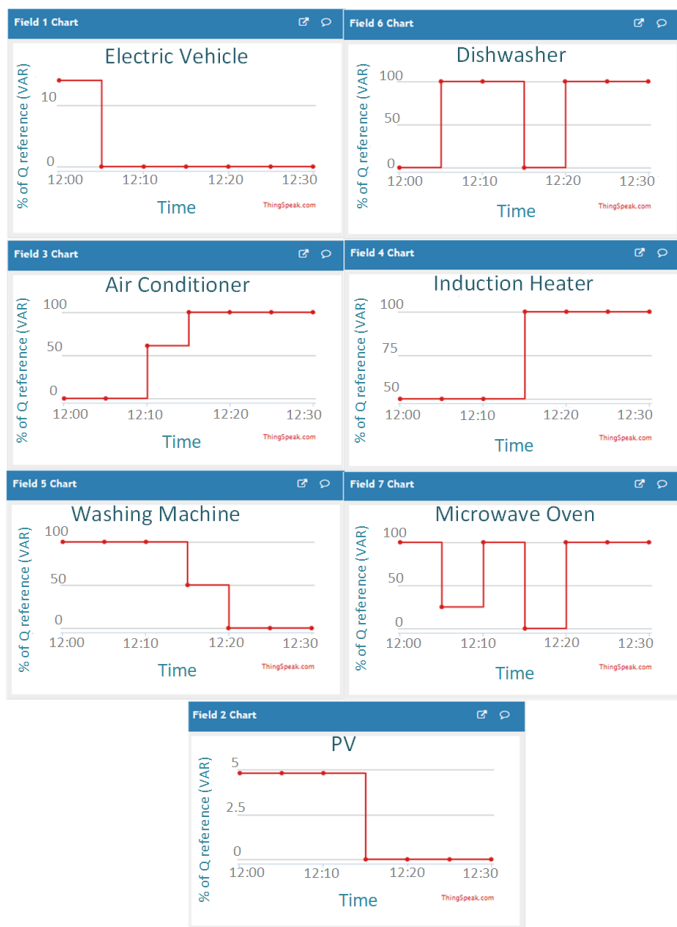 Field 1 Chart
Electric Vehicle
% of Q reference (VAR)
10
0
12:00 12:10 12:20 12:30
Time
ThingSpeak.com
Field 6 Chart
Dishwasher
% of Q reference (VAR)
100
50
0
12:00 12:10 12:20 12:30
Time
ThingSpeak.com
Field 3 Chart
Air Conditioner
% of Q reference (VAR)
100
50
0
12:00 12:10 12:20 12:30
Time
ThingSpeak.com
Field 4 Chart
Induction Heater
% of Q reference (VAR)
100
75
50
12:00 12:10 12:20 12:30
Time
ThingSpeak.com
Field 5 Chart
Washing Machine
% of Q reference (VAR)
100
50
0
12:00 12:10 12:20 12:30
Time
ThingSpeak.com
Field 7 Chart
Microwave Oven
% of Q reference (VAR)
100
50
0
12:00 12:10 12:20 12:30
Time
ThingSpeak.com
Field 2 Chart
PV
% of Q reference (VAR)
5
2.5
0
12:00 12:10 12:20 12:30
Time
ThingSpeak.com